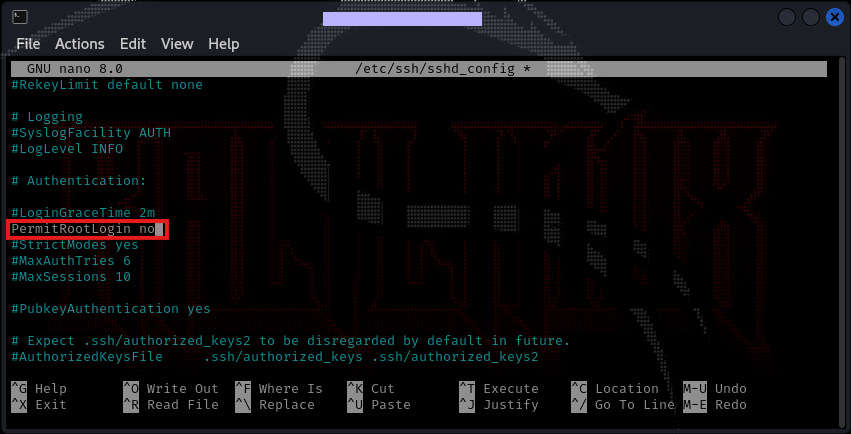 File Actions Edit View Help
GNU nano 8.0 /etc/ssh/sshd_config *
#RekeyLimit default none
# Logging
#SyslogFacility AUTH
#LogLevel INFO
# Authentication:
#LoginGraceTime 2m
PermitRootLogin no
#StrictModes yes
#MaxAuthTries 6
#MaxSessions 10
#PubkeyAuthentication yes
# Expect .ssh/authorized_keys2 to be disregarded by default in future.
#AuthorizedKeysFile .ssh/authorized_keys .ssh/authorized_keys2
^G Help ^O Write Out ^F Where Is ^K Cut ^T Execute ^C Location M-U Undo
^X Exit ^R Read File ^\ Replace ^U Paste ^J Justify ^/ Go To Line M-E Redo